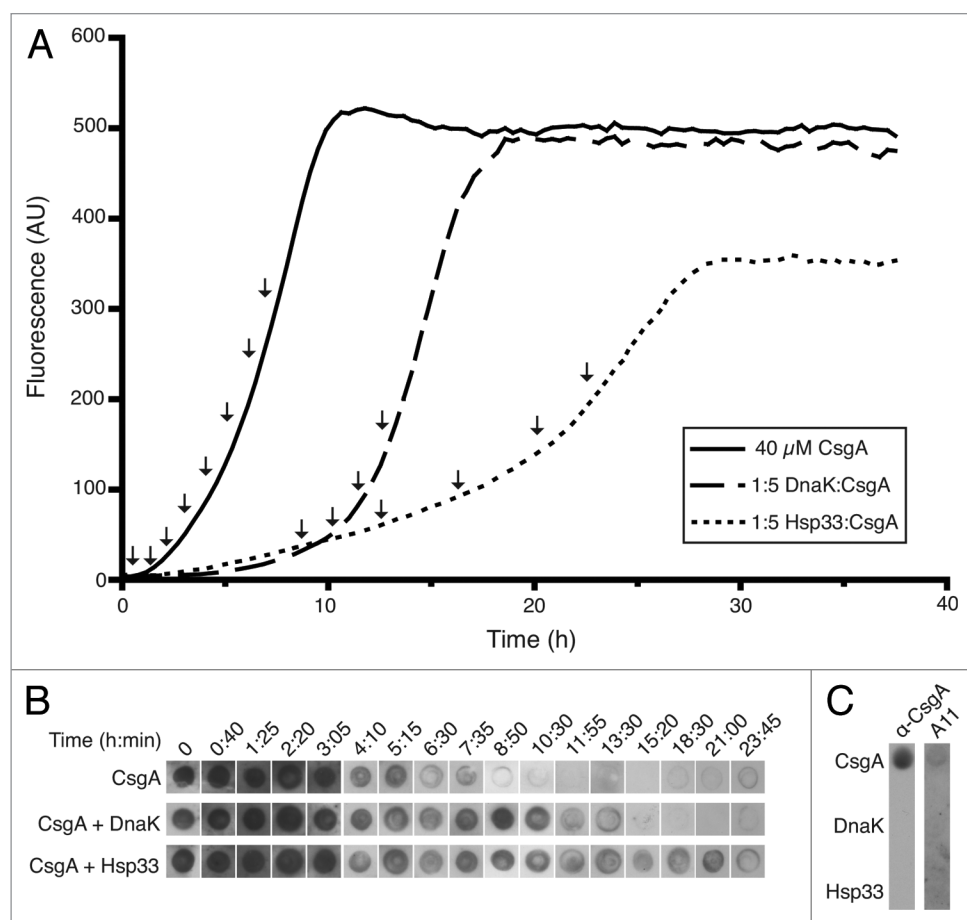 A
600
500
400
300
200
100
0
Fluorescence (AU)
0
10
20
30
40
Time (h)
40 µM CsgA
1:5 DnaK:CsgA
1:5 Hsp33:CsgA
B
Time (h:min)
0
0:40
1:25
2:20
3:05
4:10
5:15
6:30
7:35
8:50
10:30
11:55
13:30
15:20
18:30
21:00
23:45
CsgA
CsgA + DnaK
CsgA + Hsp33
C
α-CsgA
A11
CsgA
DnaK
Hsp33